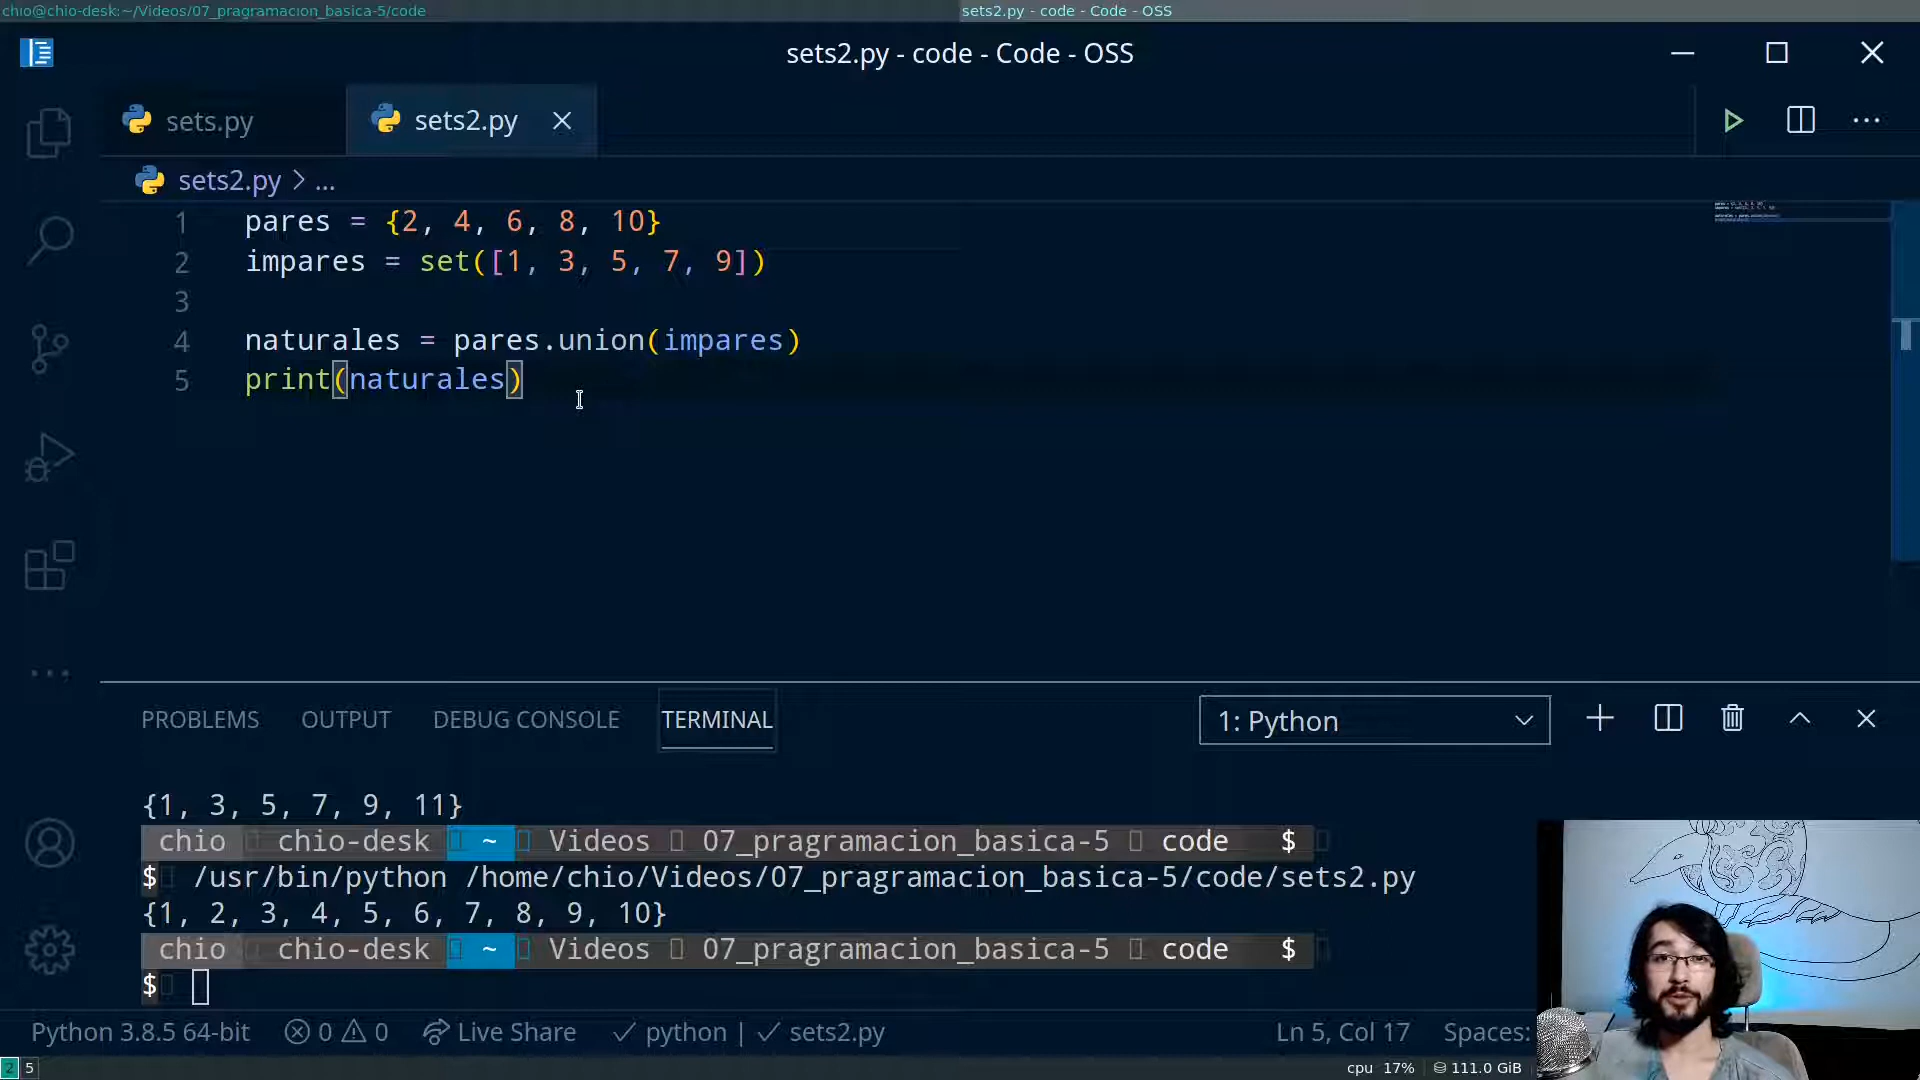 chio@chio-desk:~/Videos/07_pragramacion_basica-5/code
sets2.py - code - Code - OSS
sets2.py - code - Code - OSS
sets.py
sets2.py
sets2.py > ...
1 pares = {2, 4, 6, 8, 10}
2 impares = set([1, 3, 5, 7, 9])
3
4 naturales = pares.union(impares)
5 print(naturales)
PROBLEMS OUTPUT DEBUG CONSOLE TERMINAL
1: Python
{1, 3, 5, 7, 9, 11}
chio chio-desk ~ Videos 07_pragramacion_basica-5 code $
$ /usr/bin/python /home/chio/Videos/07_pragramacion_basica-5/code/sets2.py
{1, 2, 3, 4, 5, 6, 7, 8, 9, 10}
chio chio-desk ~ Videos 07_pragramacion_basica-5 code $
$
Python 3.8.5 64-bit 0 0 Live Share ✓ python | ✓ sets2.py Ln 5, Col 17 Spaces:
2 5 cpu 17% 111.0 GiB